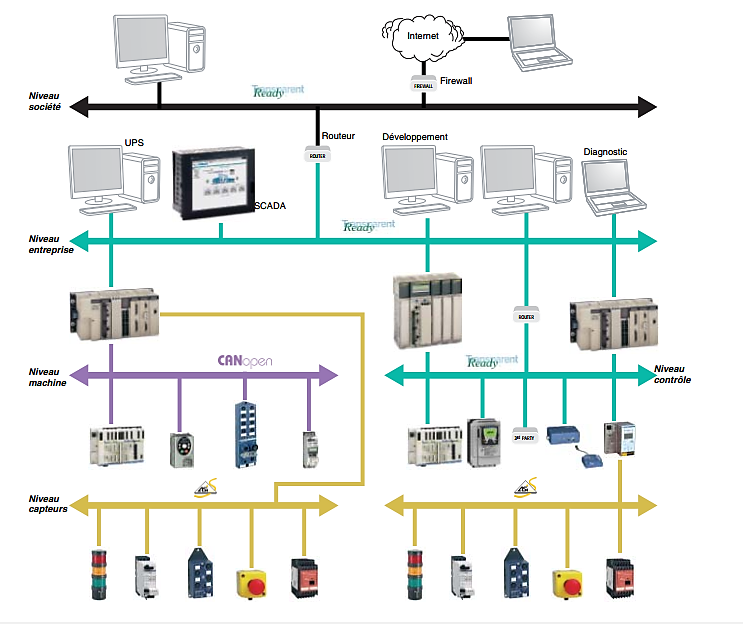 Internet
Firewall
FIREWALL
Niveau
société
Transparent
Ready
Routeur
ROUTER
UPS
SCADA
Développement
Diagnostic
Niveau
entreprise
Transparent
Ready
ROUTER
Niveau
machine
CANopen
Transparent
Ready
Niveau
contrôle
3RD PARTY
Niveau
capteurs